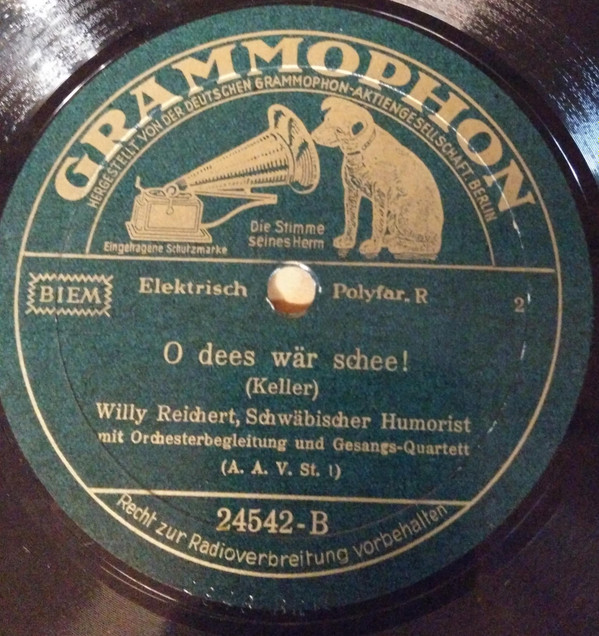 GRAMMOPHON
HERGESTELLT VON DER DEUTSCHEN GRAMMOPHON-AKTIENGESELLSCHAFT BERLIN
Die Stimme
seines Herrn
Eingetragene Schutzmarke
BIEM
Elektrisch Polyfar. R
2
O dees wär schee!
(Keller)
Willy Reichert, Schwäbischer Humorist
mit Orchesterbegleitung und Gesangs-Quartett
(A. A. V. St. !)
24542-B
Recht zur Radioverbreitung vorbehalten